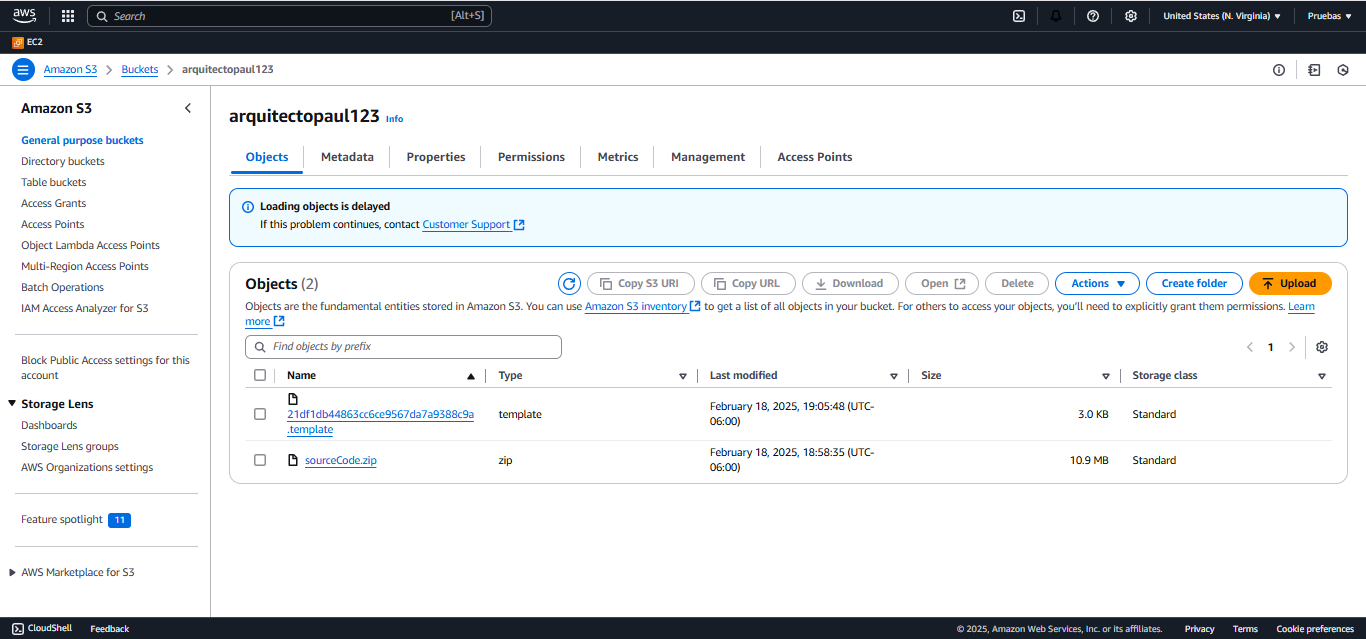 aws
Search [Alt+S]
United States (N. Virginia)
Pruebas
EC2
Amazon S3
Buckets
arquitectopaul123
Amazon S3
General purpose buckets
Directory buckets
Table buckets
Access Grants
Access Points
Object Lambda Access Points
Multi-Region Access Points
Batch Operations
IAM Access Analyzer for S3
Block Public Access settings for this
account
Storage Lens
Dashboards
Storage Lens groups
AWS Organizations settings
Feature spotlight 11
AWS Marketplace for S3
arquitectopaul123 Info
Objects
Metadata
Properties
Permissions
Metrics
Management
Access Points
Loading objects is delayed
If this problem continues, contact Customer Support
Objects (2)
Copy S3 URI
Copy URL
Download
Open
Delete
Actions
Create folder
Upload
Objects are the fundamental entities stored in Amazon S3. You can use Amazon S3 inventory to get a list of all objects in your bucket. For others to access your objects, you'll need to explicitly grant them permissions. Learn
more
Find objects by prefix
1
Name
Type
Last modified
Size
Storage class
21df1db44863cc6ce9567da7a9388c9a
.template
template
February 18, 2025, 19:05:48 (UTC-
06:00)
3.0 KB
Standard
sourceCode.zip
zip
February 18, 2025, 18:58:35 (UTC-
06:00)
10.9 MB
Standard
CloudShell
Feedback
© 2025, Amazon Web Services, Inc. or its affiliates.
Privacy
Terms
Cookie preferences